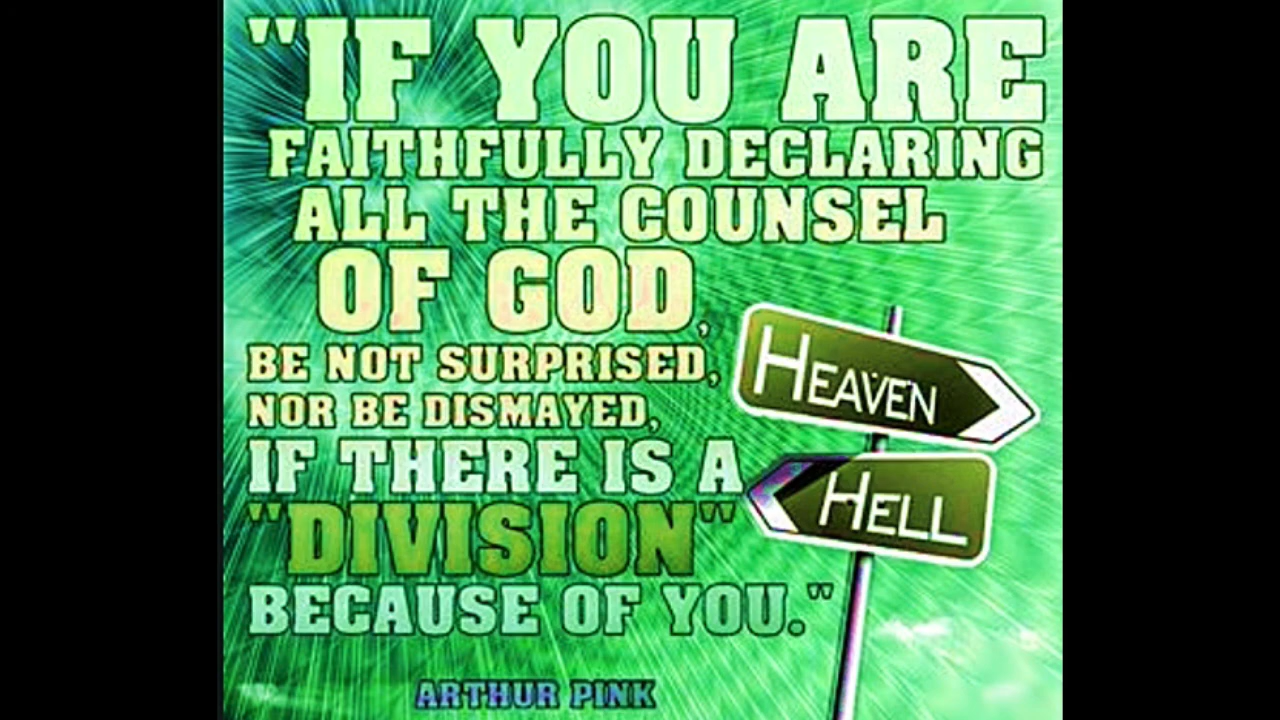 "IF YOU ARE
FAITHFULLY DECLARING
ALL THE COUNSEL
OF GOD,
BE NOT SURPRISED,
NOR BE DISMAYED,
IF THERE IS A
"DIVISION"
BECAUSE OF YOU."
HEAVEN
HELL
ARTHUR PINK